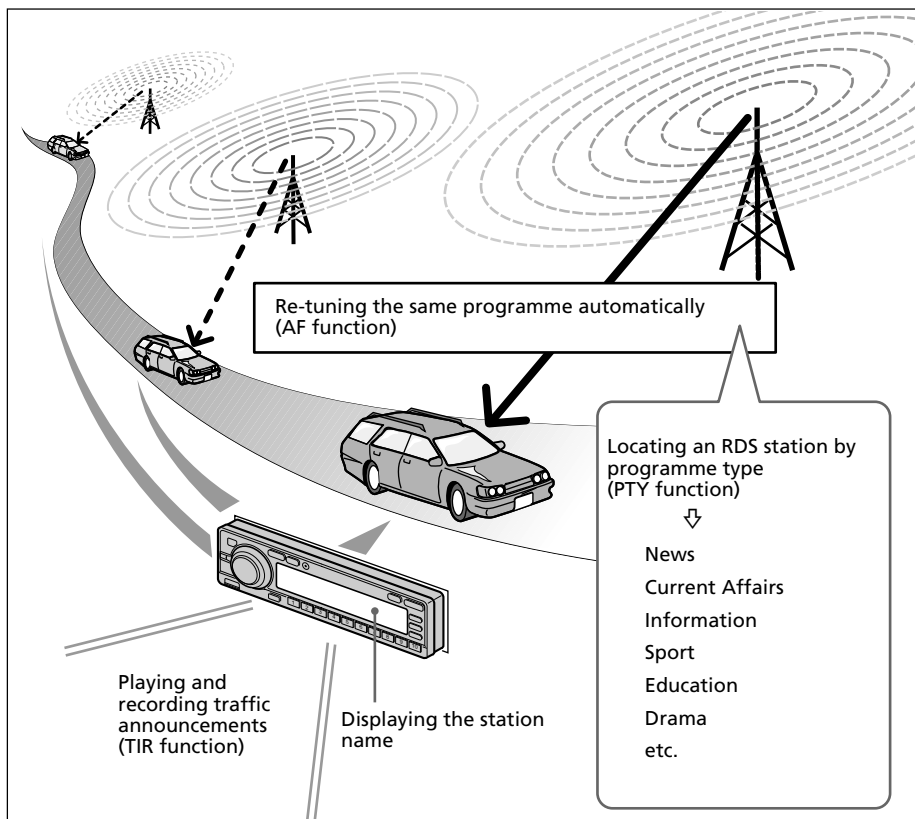 Re-tuning the same programme automatically
(AF function)
Locating an RDS station by
programme type
(PTY function)
News
Current Affairs
Information
Sport
Education
Drama
etc.
Playing and
recording traffic
announcements
(TIR function)
Displaying the station
name